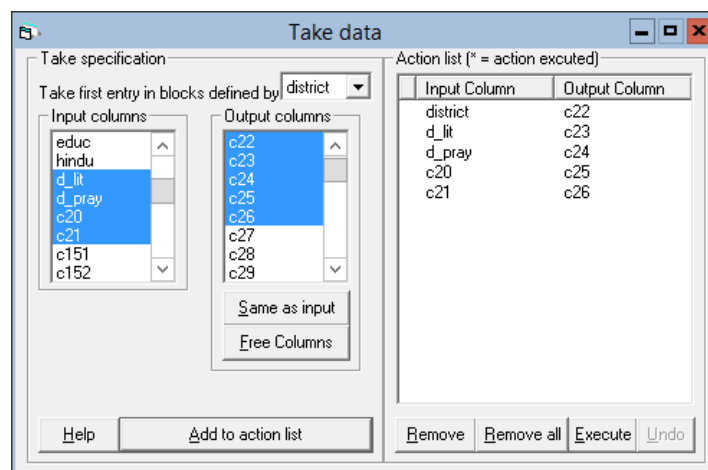 Take data
Take specification
Take first entry in blocks defined by district
Input columns
educ
hindu
d_lit
d_pray
c20
c21
c151
c152
Output columns
c22
c23
c24
c25
c26
c27
c28
c29
Same as input
Free Columns
Help
Add to action list
Action list (* = action excuted)
Input Column Output Column
district c22
d_lit c23
d_pray c24
c20 c25
c21 c26
Remove Remove all Execute Undo